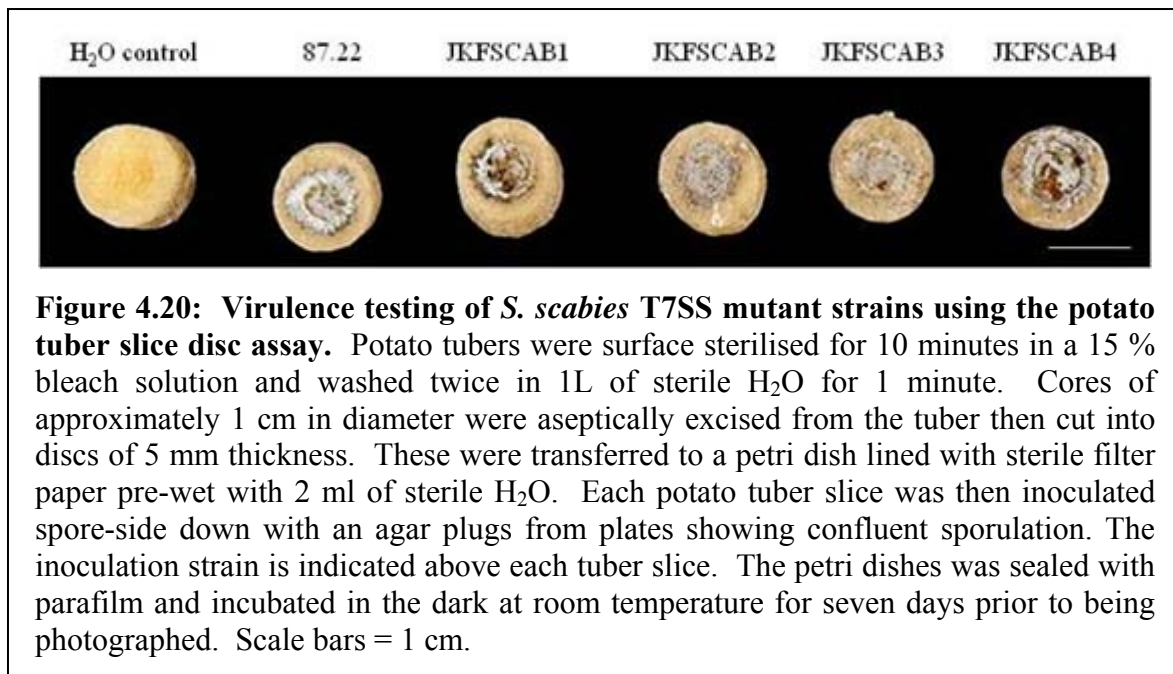 H₂O control 87.22 JKFSCAB1 JKFSCAB2 JKFSCAB3 JKFSCAB4
Figure 4.20: Virulence testing of S. scabies T7SS mutant strains using the potato
tuber slice disc assay. Potato tubers were surface sterilised for 10 minutes in a 15 %
bleach solution and washed twice in 1L of sterile H₂O for 1 minute. Cores of
approximately 1 cm in diameter were aseptically excised from the tuber then cut into
discs of 5 mm thickness. These were transferred to a petri dish lined with sterile filter
paper pre-wet with 2 ml of sterile H₂O. Each potato tuber slice was then inoculated
spore-side down with an agar plugs from plates showing confluent sporulation. The
inoculation strain is indicated above each tuber slice. The petri dishes was sealed with
parafilm and incubated in the dark at room temperature for seven days prior to being
photographed. Scale bars = 1 cm.